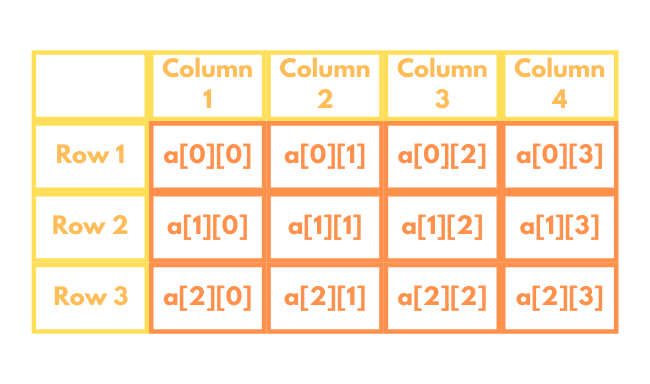 Column Column Column Column
1 2 3 4
Row 1 a[0][0] a[0][1] a[0][2] a[0][3]
Row 2 a[1][0] a[1][1] a[1][2] a[1][3]
Row 3 a[2][0] a[2][1] a[2][2] a[2][3]